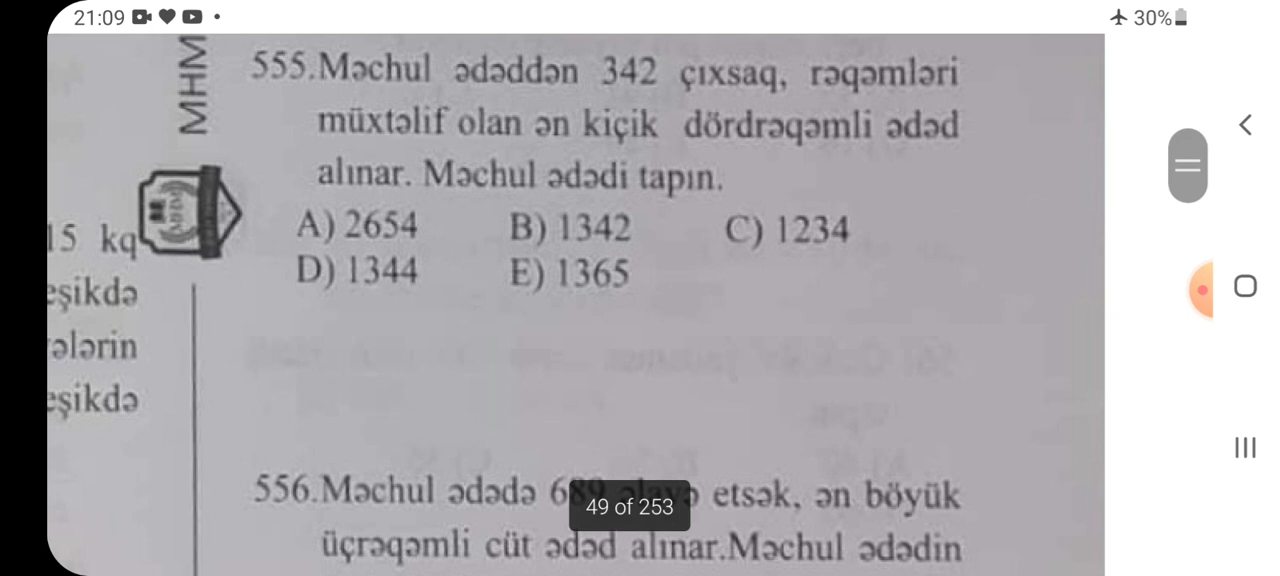 21:09
30%
MHM
555.Məchul ədəddən 342 çıxsaq, rəqəmləri
müxtəlif olan ən kiçik dördrəqəmli ədəd
alınar. Məchul ədədi tapın.
A) 2654 B) 1342 C) 1234
D) 1344 E) 1365
15 kq
eşikdə
ələrin
eşikdə
556.Məchul ədədə 689 əlavə etsək, ən böyük
49 of 253
üçrəqəmli cüt ədəd alınar.Məchul ədədin